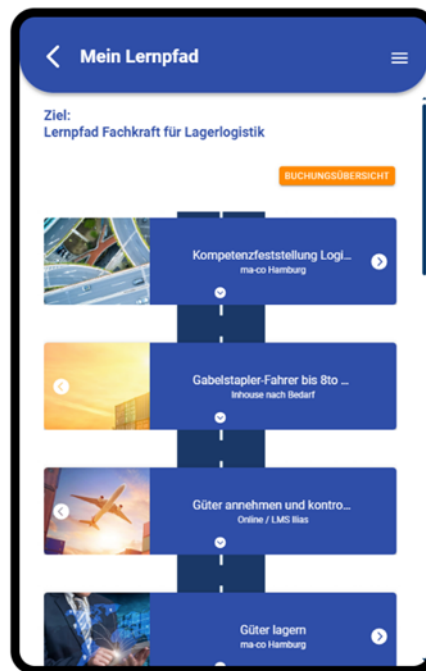 Mein Lernpfad
Ziel:
Lernpfad Fachkraft für Lagerlogistik
BUCHUNGSÜBERSICHT
Kompetenzfeststellung Logi...
ma-co Hamburg
Gabelstapler-Fahrer bis 8to ...
Inhouse nach Bedarf
Güter annehmen und kontro...
Online / LMS Ilias
Güter lagern
ma-co Hamburg